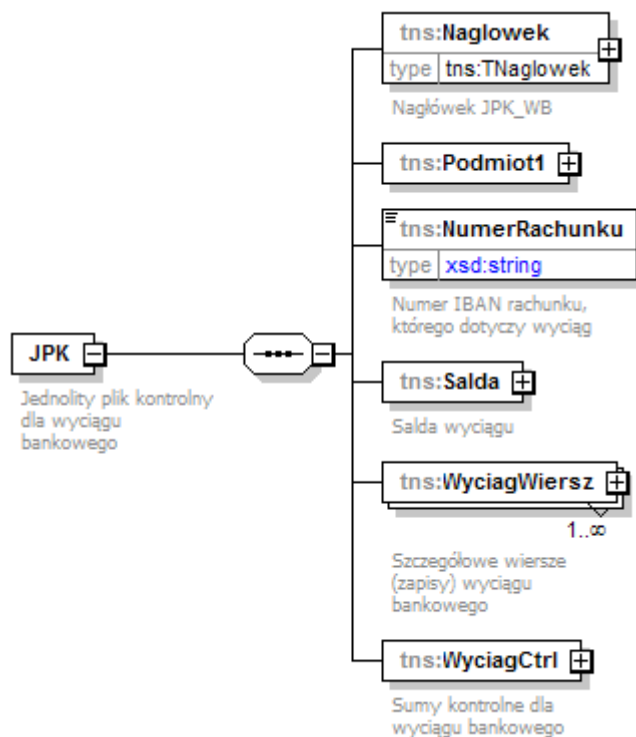 tns:Naglowek
type tns:TNaglowek
Nagłówek JPK_WB
tns:Podmiot1
tns:NumerRachunku
type xsd:string
Numer IBAN rachunku,
którego dotyczy wyciąg
JPK
Jednolity plik kontrolny
dla wyciągu
bankowego
tns:Salda
Salda wyciągu
tns:WyciagWiersz
1..∞
Szczegółowe wiersze
(zapisy) wyciągu
bankowego
tns:WyciagCtrl
Sumy kontrolne dla
wyciągu bankowego